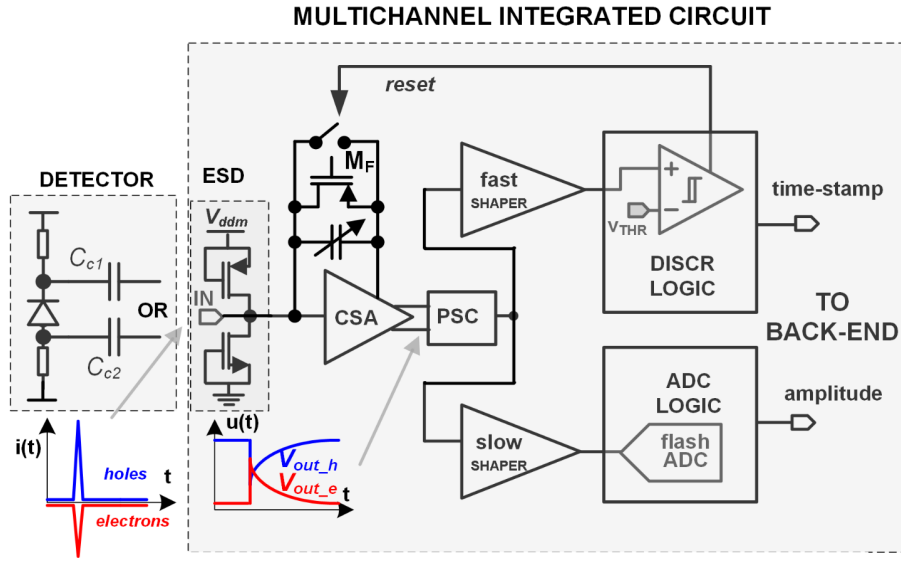 MULTICHANNEL INTEGRATED CIRCUIT
reset
M_F
DETECTOR
ESD
V_ddm
fast
SHAPER
+
−
V_THR
DISCR
LOGIC
time-stamp
C_c1
OR
IN
CSA
PSC
TO
BACK-END
C_c2
ADC
LOGIC
amplitude
i(t)
holes
t
electrons
u(t)
V_out_h
V_out_e
t
slow
SHAPER
flash
ADC